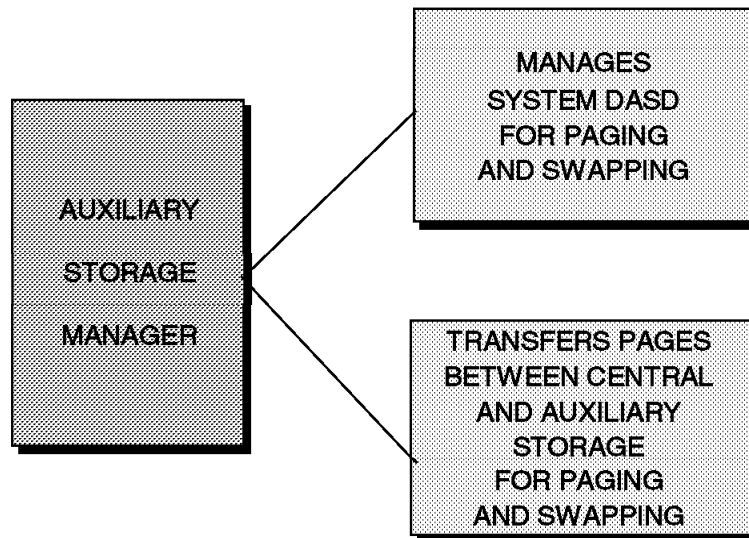 AUXILIARY
STORAGE
MANAGER
MANAGES
SYSTEM DASD
FOR PAGING
AND SWAPPING
TRANSFERS PAGES
BETWEEN CENTRAL
AND AUXILIARY
STORAGE
FOR PAGING
AND SWAPPING